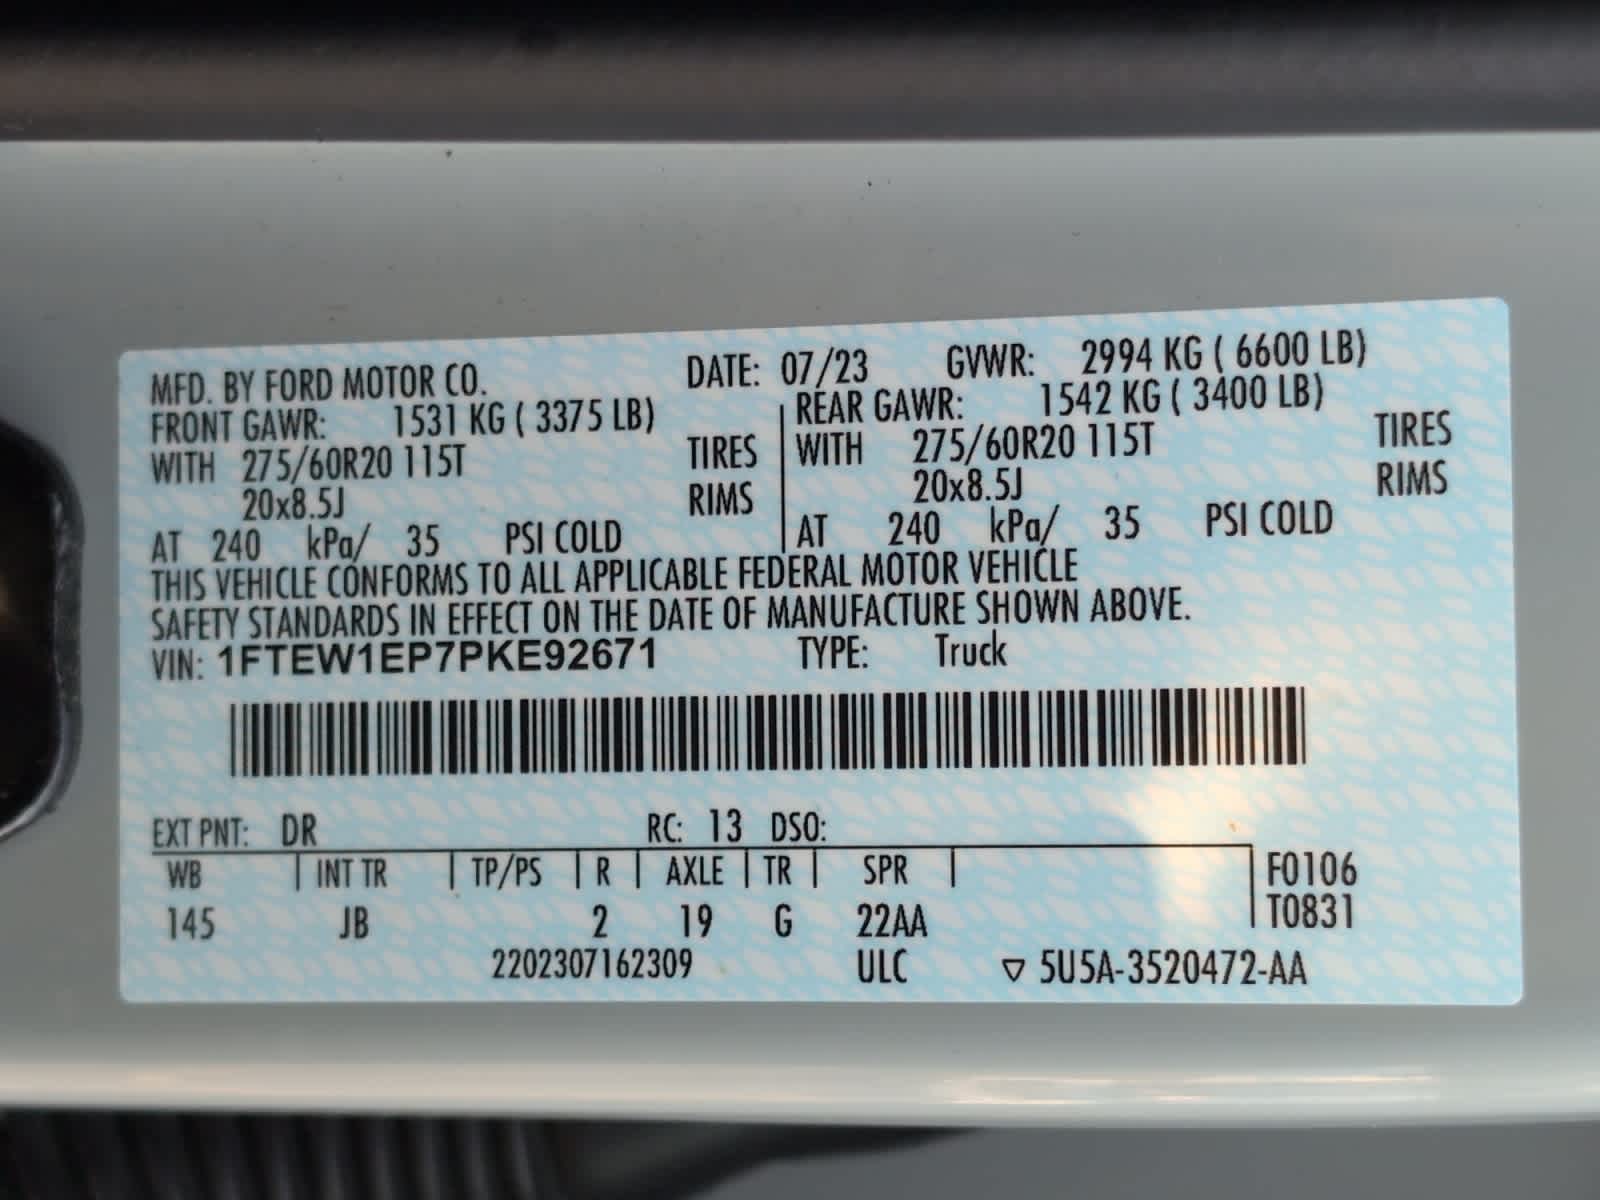 MFD. BY FORD MOTOR CO. DATE: 07/23 GVWR: 2994 KG ( 6600 LB)
FRONT GAWR: 1531 KG ( 3375 LB) REAR GAWR: 1542 KG ( 3400 LB)
WITH 275/60R20 115T TIRES WITH 275/60R20 115T TIRES
20x8.5J RIMS 20x8.5J RIMS
AT 240 kPa/ 35 PSI COLD AT 240 kPa/ 35 PSI COLD
THIS VEHICLE CONFORMS TO ALL APPLICABLE FEDERAL MOTOR VEHICLE
SAFETY STANDARDS IN EFFECT ON THE DATE OF MANUFACTURE SHOWN ABOVE.
VIN: 1FTEW1EP7PKE92671 TYPE: Truck
EXT PNT: DR RC: 13 DSO:
WB INT TR TP/PS R AXLE TR SPR F0106
145 JB 2 19 G 22AA T0831
2202307162309 ULC ▽ 5U5A-3520472-AA